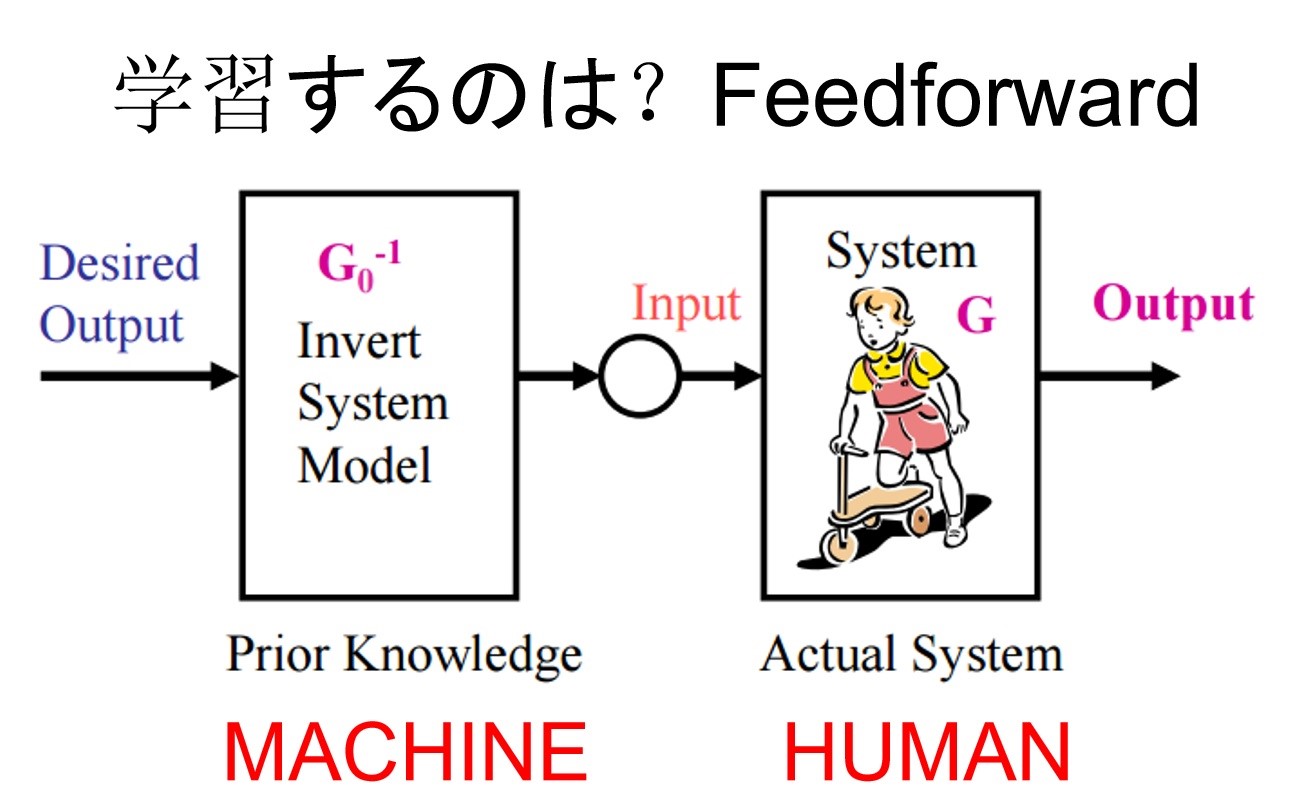 学習するのは？Feedforward
Desired
Output
G₀⁻¹
Invert
System
Model
Input
System
G
Output
Prior Knowledge
Actual System
MACHINE
HUMAN